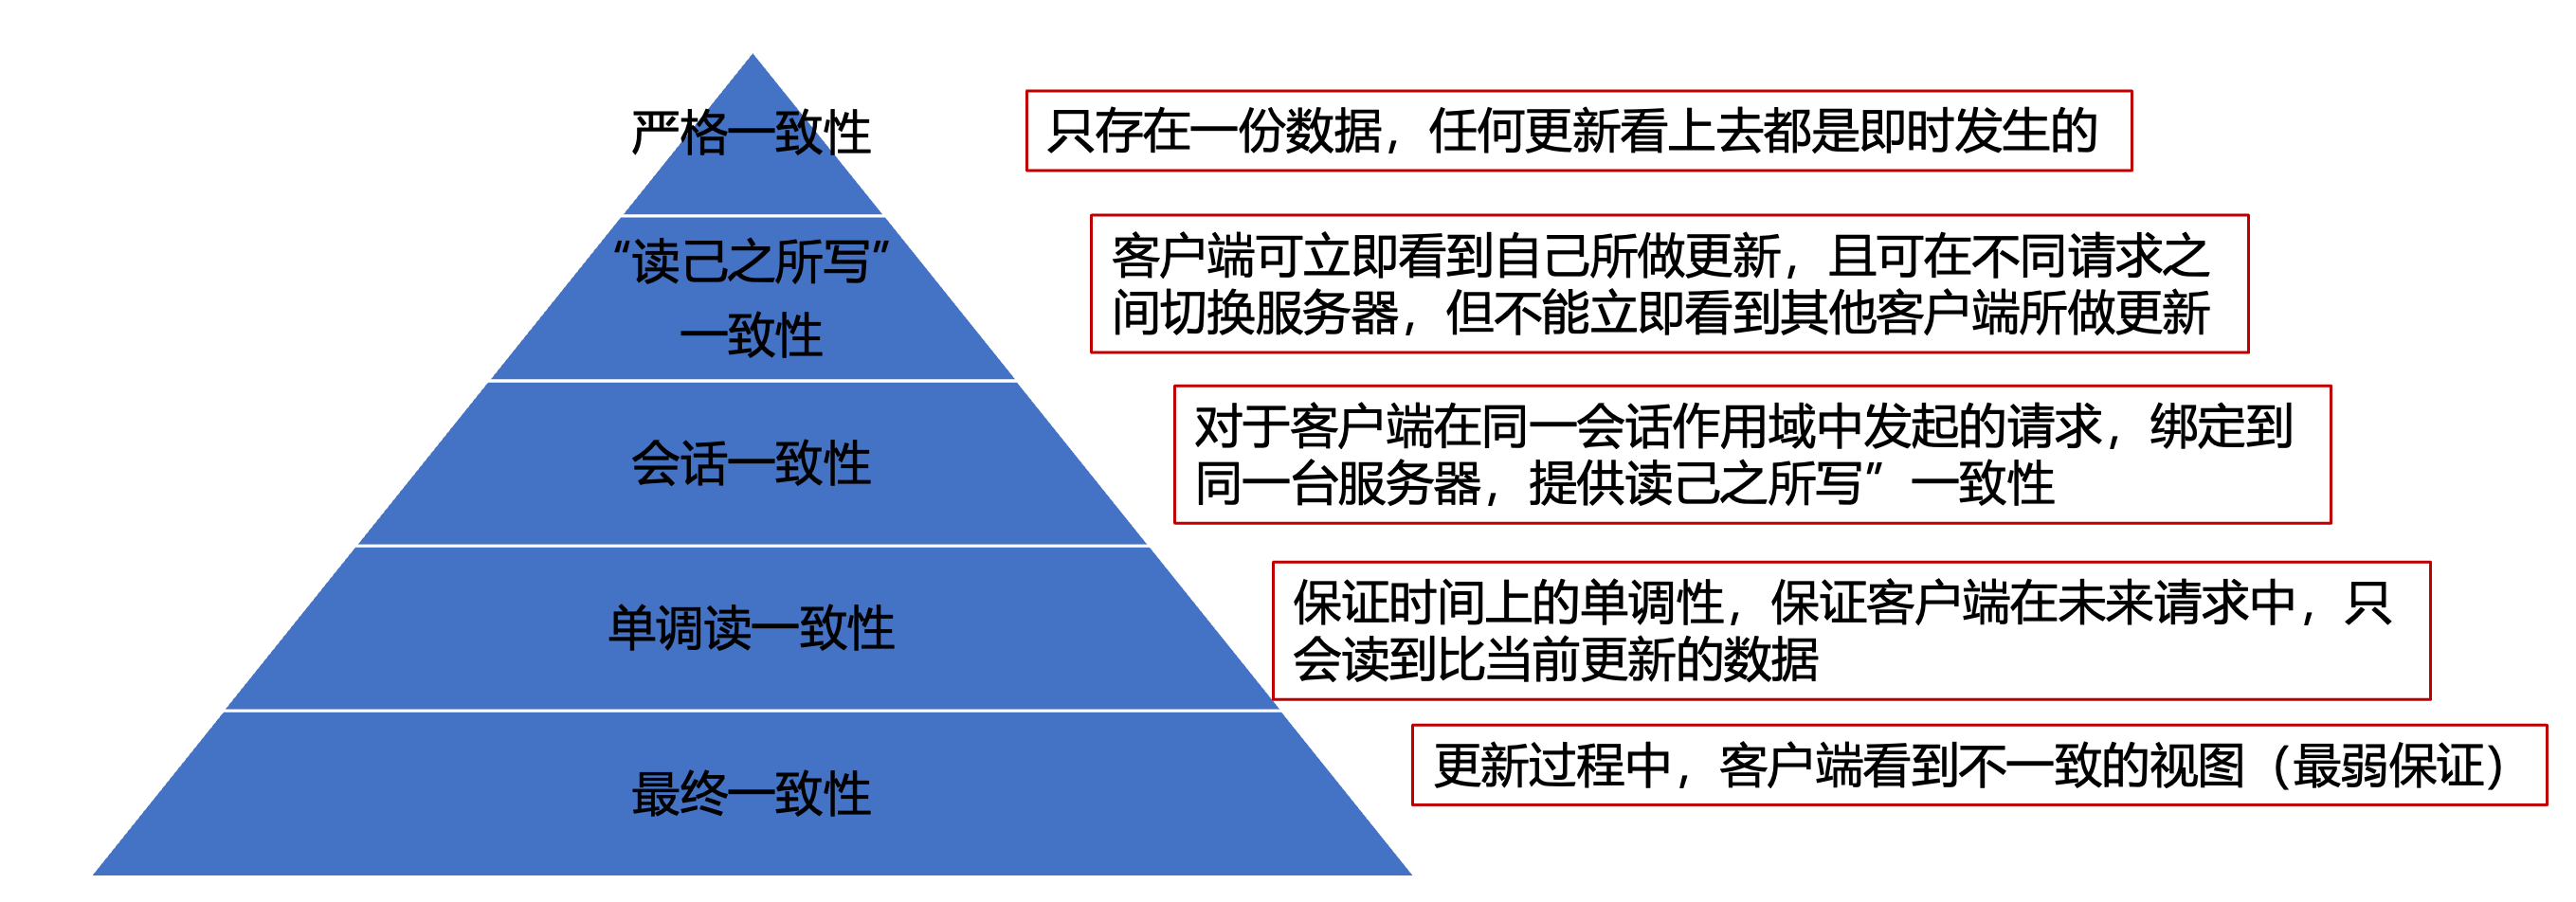 严格一致性
只存在一份数据，任何更新看上去都是即时发生的
“读己之所写”
一致性
客户端可立即看到自己所做更新，且可在不同请求之
间切换服务器，但不能立即看到其他客户端所做更新
会话一致性
对于客户端在同一会话作用域中发起的请求，绑定到
同一台服务器，提供读己之所写”一致性
单调读一致性
保证时间上的单调性，保证客户端在未来请求中，只
会读到比当前更新的数据
最终一致性
更新过程中，客户端看到不一致的视图（最弱保证）